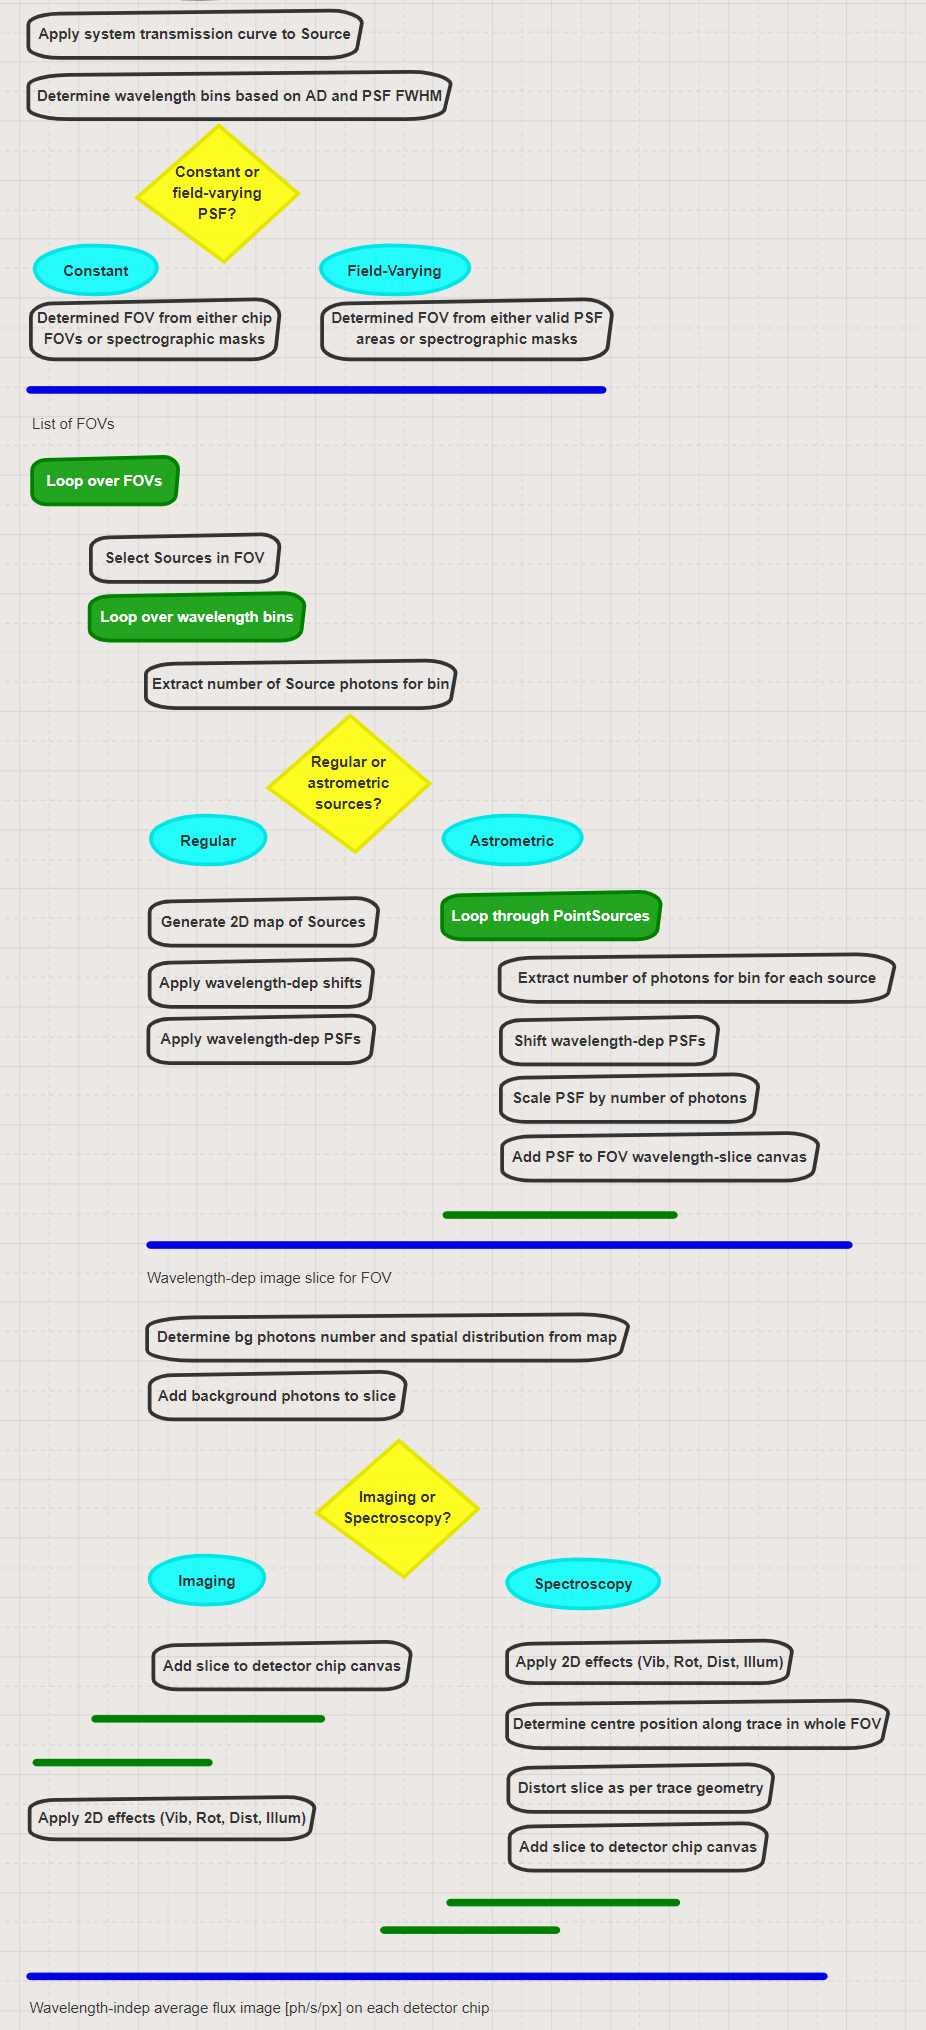 Apply system transmission curve to Source
Determine wavelength bins based on AD and PSF FWHM
Constant or
field-varying
PSF?
Constant
Field-Varying
Determined FOV from either chip
FOVs or spectrographic masks
Determined FOV from either valid PSF
areas or spectrographic masks
List of FOVs
Loop over FOVs
Select Sources in FOV
Loop over wavelength bins
Extract number of Source photons for bin
Regular or
astrometric
sources?
Regular
Astrometric
Generate 2D map of Sources
Apply wavelength-dep shifts
Apply wavelength-dep PSFs
Loop through PointSources
Extract number of photons for bin for each source
Shift wavelength-dep PSFs
Scale PSF by number of photons
Add PSF to FOV wavelength-slice canvas
Wavelength-dep image slice for FOV
Determine bg photons number and spatial distribution from map
Add background photons to slice
Imaging or
Spectroscopy?
Imaging
Spectroscopy
Add slice to detector chip canvas
Apply 2D effects (Vib, Rot, Dist, Illum)
Apply 2D effects (Vib, Rot, Dist, Illum)
Determine centre position along trace in whole FOV
Distort slice as per trace geometry
Add slice to detector chip canvas
Wavelength-indep average flux image [ph/s/px] on each detector chip